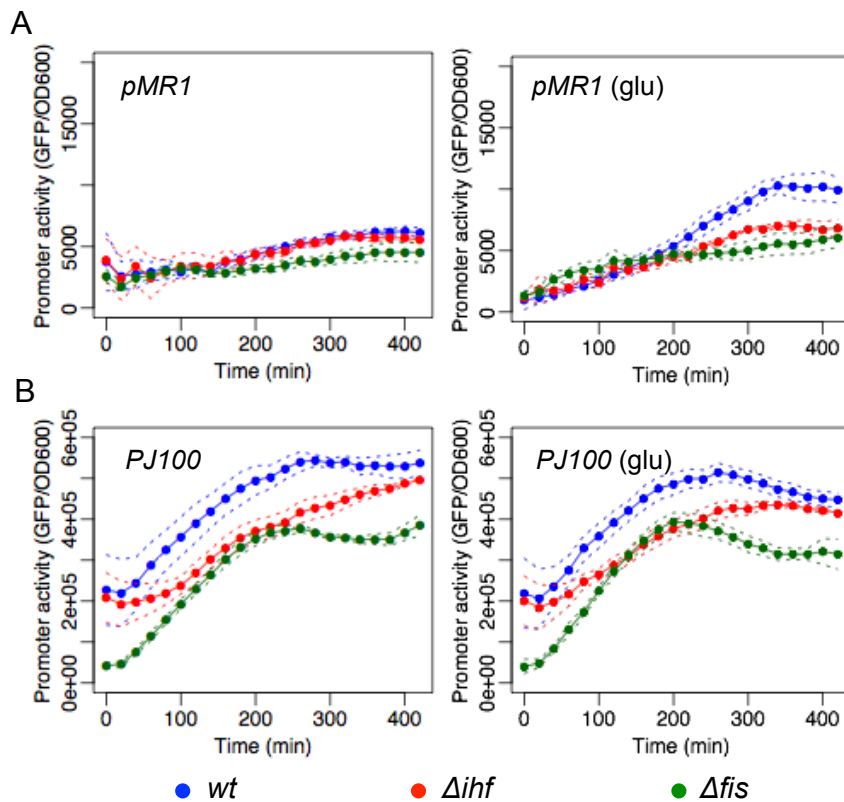 A
pMR1
Promoter activity (GFP/OD600)
0 5000 15000
0 100 200 300 400
Time (min)
pMR1 (glu)
Promoter activity (GFP/OD600)
0 5000 15000
0 100 200 300 400
Time (min)
B
PJ100
Promoter activity (GFP/OD600)
0e+00 2e+05 4e+05 6e+05
0 100 200 300 400
Time (min)
PJ100 (glu)
Promoter activity (GFP/OD600)
0e+00 2e+05 4e+05 6e+05
0 100 200 300 400
Time (min)
wt Δihf Δfis